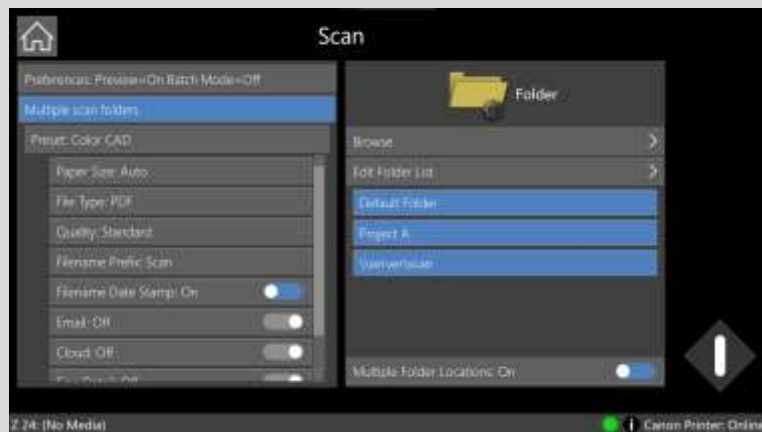 Scan
Preferences: Preview=On Batch Mode=Off
Multiple scan folders
Preset: Color CAD
Paper Size: Auto
File Type: PDF
Quality: Standard
Filename Prefix: Scan
Filename Date Stamp: On
Email: Off
Cloud: Off
Folder
Browse
Edit Folder List
Default Folder
Project A
Multiple Folder Locations: On
Z 24: (No Media)
Canon Printer: Online